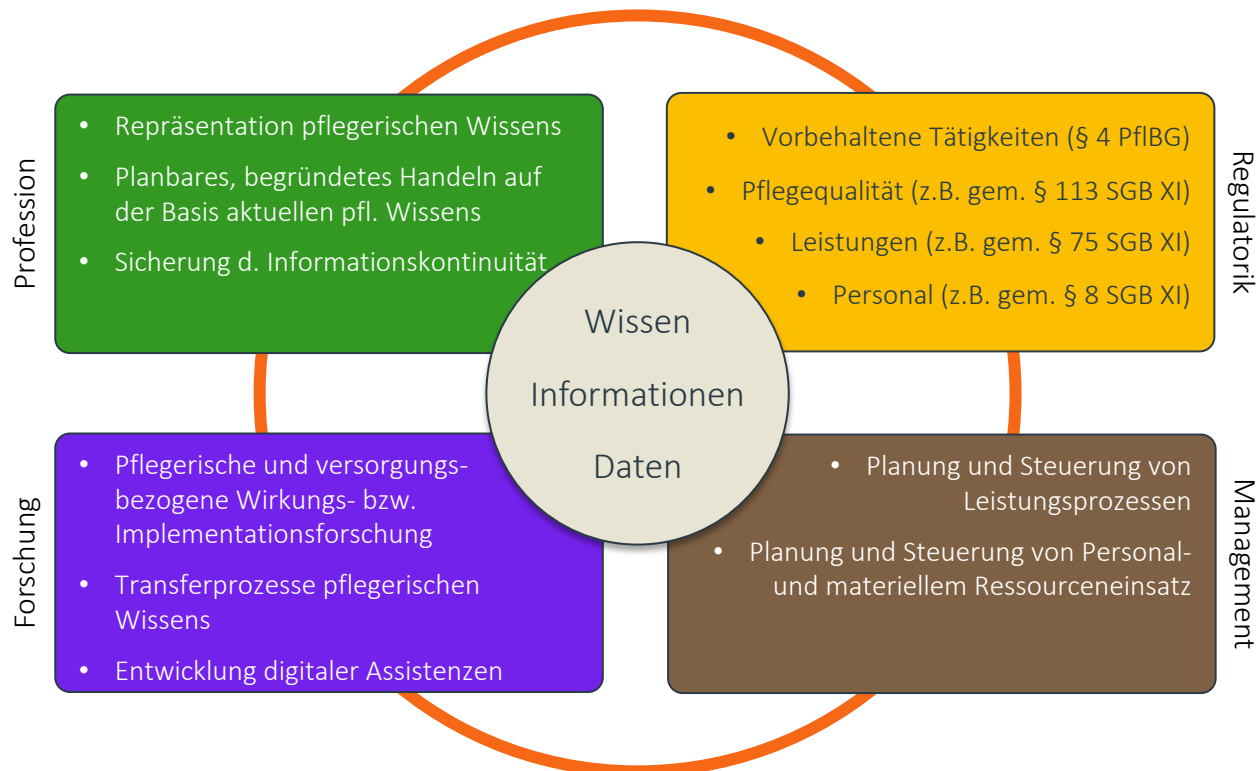 Profession
• Repräsentation pflegerischen Wissens
• Planbares, begründetes Handeln auf
der Basis aktuellen pfl. Wissens
• Sicherung d. Informationskontinuität
Regulatorik
• Vorbehaltene Tätigkeiten (§ 4 PflBG)
• Pflegequalität (z.B. gem. § 113 SGB XI)
• Leistungen (z.B. gem. § 75 SGB XI)
• Personal (z.B. gem. § 8 SGB XI)
Wissen
Informationen
Daten
Forschung
• Pflegerische und versorgungs-
bezogene Wirkungs- bzw.
Implementationsforschung
• Transferprozesse pflegerischen
Wissens
• Entwicklung digitaler Assistenzen
Management
• Planung und Steuerung von
Leistungsprozessen
• Planung und Steuerung von Personal-
und materiellem Ressourceneinsatz